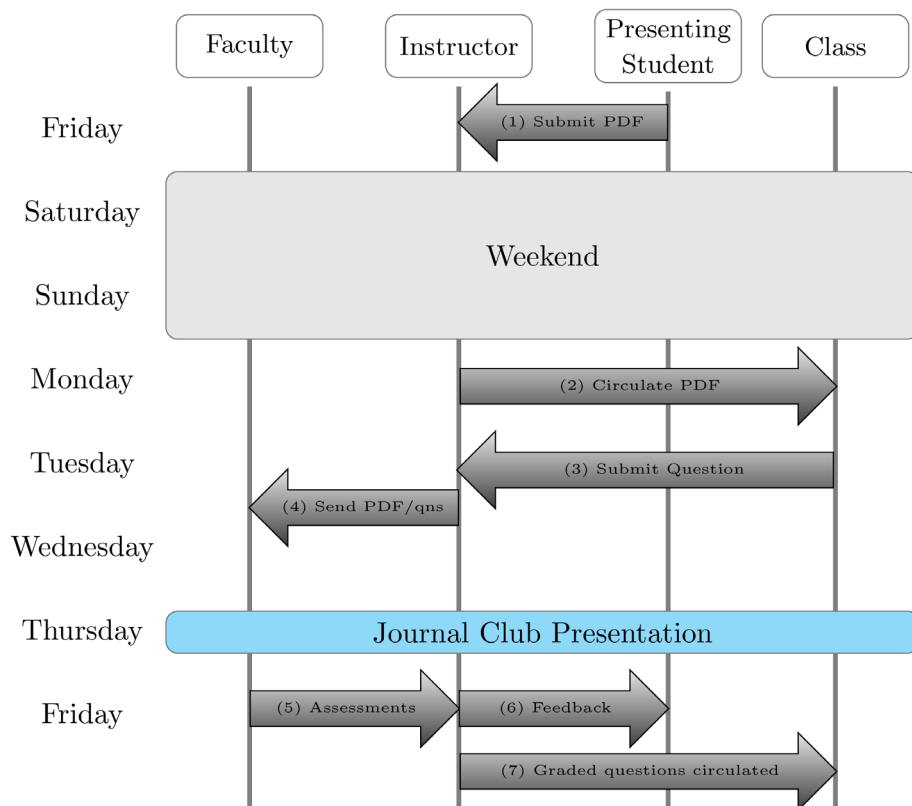 Faculty
Instructor
Presenting
Student
Class
Friday
(1) Submit PDF
Saturday
Weekend
Sunday
Monday
(2) Circulate PDF
Tuesday
(3) Submit Question
(4) Send PDF/qns
Wednesday
Thursday
Journal Club Presentation
Friday
(5) Assessments
(6) Feedback
(7) Graded questions circulated